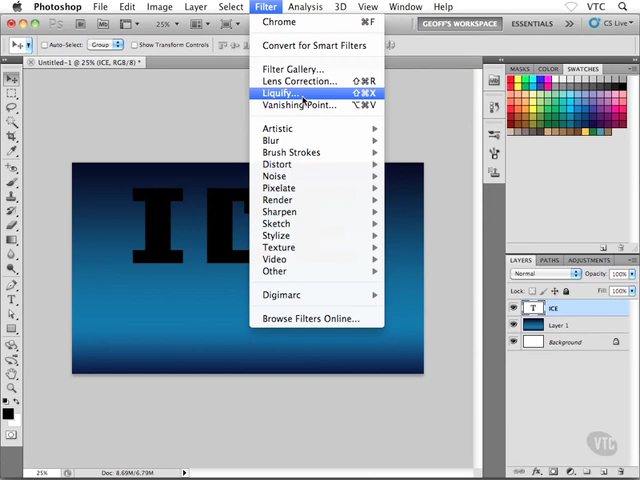 Photoshop File Edit Image Layer Select Filter Analysis 3D View Window VTC
25% GEOFF'S WORKSPACE ESSENTIALS CS Live
Auto-Select: Group Show Transform Controls
Untitled-1 @ 25% (ICE, RGB/8) *
Chrome ⌘F
Convert for Smart Filters
Filter Gallery...
Lens Correction... ⇧⌘R
Liquify... ⇧⌘X
Vanishing Point... ⌥⌘V
Artistic
Blur
Brush Strokes
Distort
Noise
Pixelate
Render
Sharpen
Sketch
Stylize
Texture
Video
Other
Digimarc
Browse Filters Online...
IC
MASKS COLOR SWATCHES
LAYERS PATHS ADJUSTMENTS
Normal Opacity: 100%
Lock: Fill: 100%
T ICE
Layer 1
Background
VTC
25% Doc: 8.69M/6.79M